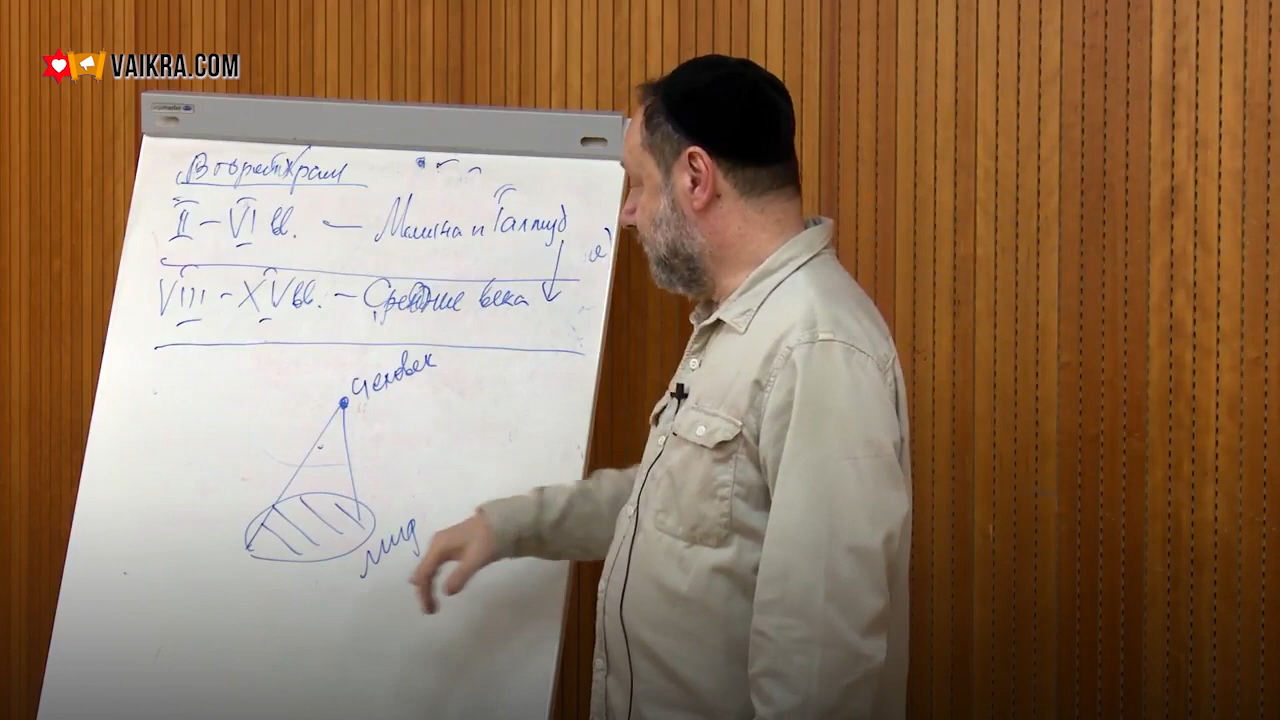 VAIKRA.COM
Второй Храм
II – VI вв. — Мишна и Талмуд
VIII – XV вв. — Средние века
человек
мир